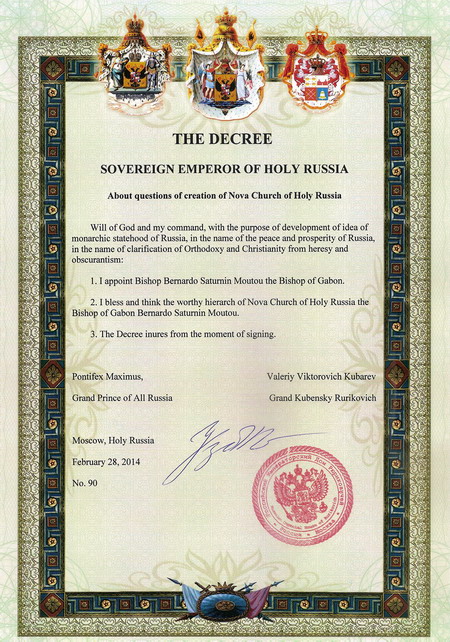 THE DECREE
SOVEREIGN EMPEROR OF HOLY RUSSIA
About questions of creation of Nova Church of Holy Russia
Will of God and my command, with the purpose of development of idea of
monarchic statehood of Russia, in the name of the peace and prosperity of Russia,
in the name of clarification of Orthodoxy and Christianity from heresy and
obscurantism:
1. I appoint Bishop Bernardo Saturnin Moutou the Bishop of Gabon.
2. I bless and think the worthy hierarch of Nova Church of Holy Russia the
Bishop of Gabon Bernardo Saturnin Moutou.
3. The Decree inures from the moment of signing.
Pontifex Maximus,
Valeriy Viktorovich Kubarev
Grand Prince of All Russia
Grand Kubensky Rurikovich
Moscow, Holy Russia
February 28, 2014
No. 90